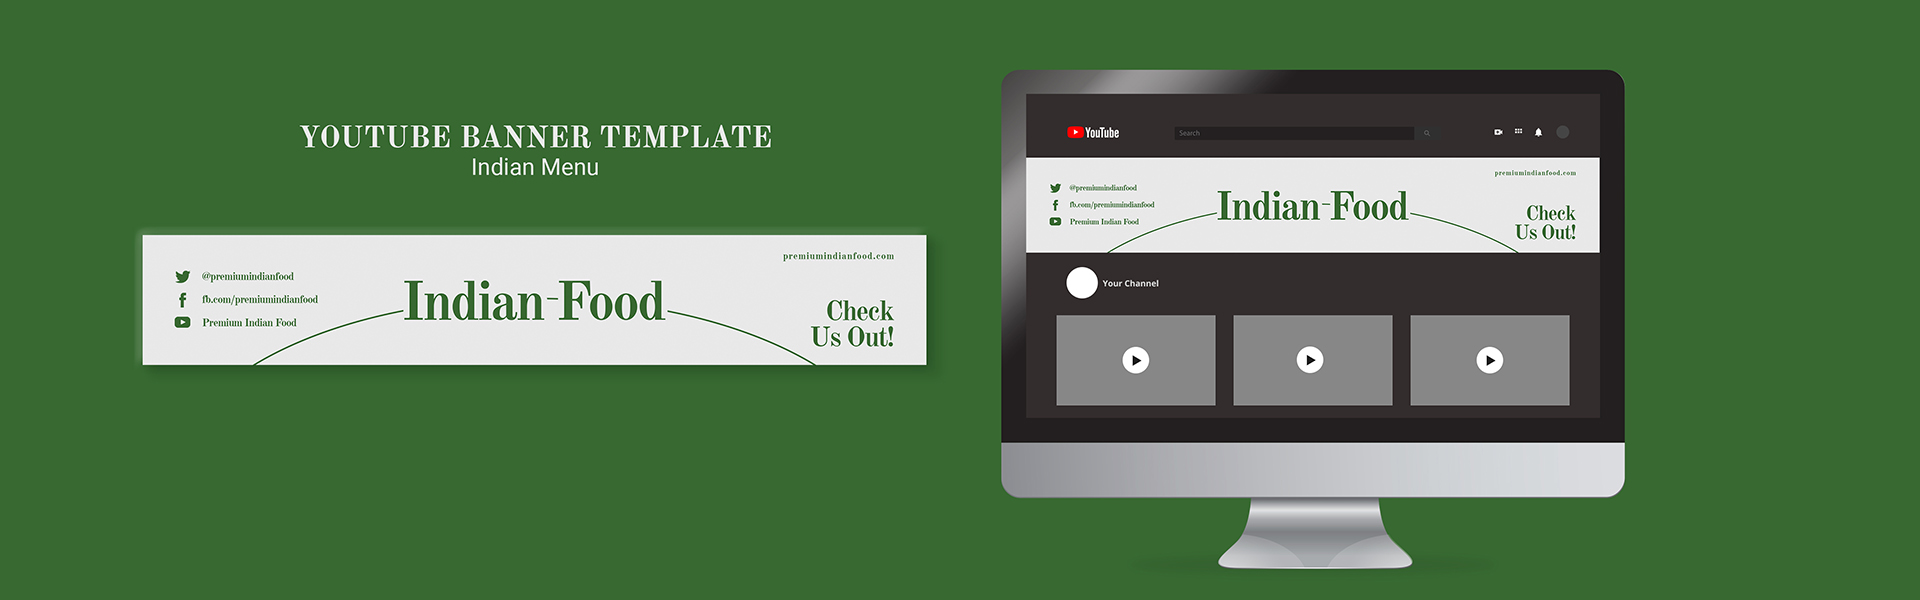 YOUTUBE BANNER TEMPLATE
Indian Menu
premiumindianfood.com
@premiumindianfood
fb.com/premiumindianfood
Premium Indian Food
Indian-Food
Check
Us Out!
YouTube
Search
premiumindianfood.com
@premiumindianfood
fb.com/premiumindianfood
Premium Indian Food
Indian-Food
Check
Us Out!
Your Channel